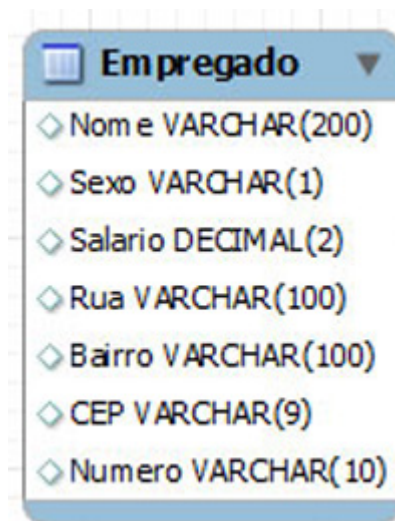 Empregado
Nome VARCHAR(200)
Sexo VARCHAR(1)
Salario DECIMAL(2)
Rua VARCHAR(100)
Bairro VARCHAR(100)
CEP VARCHAR(9)
Numero VARCHAR(10)